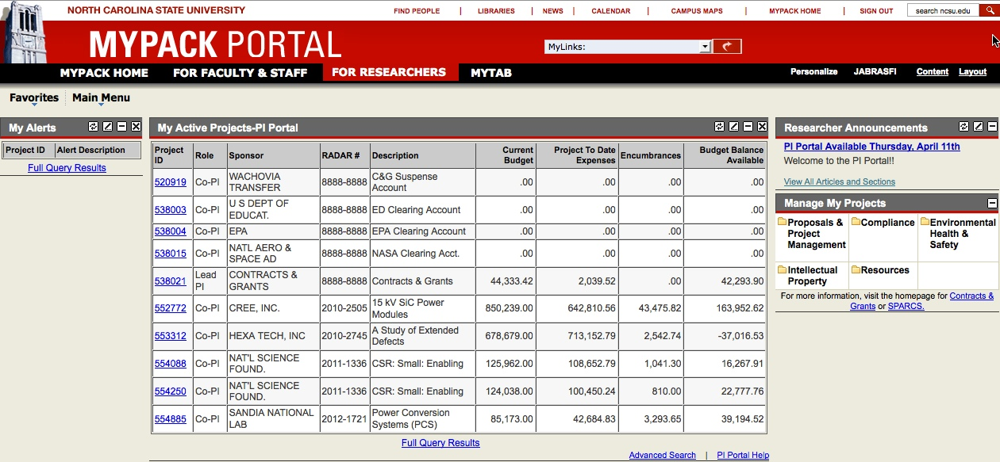 NORTH CAROLINA STATE UNIVERSITY
FIND PEOPLE | LIBRARIES | NEWS | CALENDAR | CAMPUS MAPS | MYPACK HOME | SIGN OUT search ncsu.edu
MYPACK PORTAL
MyLinks:
MYPACK HOME FOR FACULTY & STAFF FOR RESEARCHERS MYTAB Personalize JABRASFI Content Layout
Favorites Main Menu
My Alerts
Project ID Alert Description
Full Query Results
My Active Projects-PI Portal
Project ID Role Sponsor RADAR # Description Current Budget Project To Date Expenses Encumbrances Budget Balance Available
520919 Co-PI WACHOVIA TRANSFER 8888-8888 C&G Suspense Account .00 .00 .00 .00
538003 Co-PI U S DEPT OF EDUCAT. 8888-8888 ED Clearing Account .00 .00 .00 .00
538004 Co-PI EPA 8888-8888 EPA Clearing Account .00 .00 .00 .00
538015 Co-PI NATL AERO & SPACE AD 8888-8888 NASA Clearing Acct. .00 .00 .00 .00
538021 Lead PI CONTRACTS & GRANTS 8888-8888 Contracts & Grants 44,333.42 2,039.52 .00 42,293.90
552772 Co-PI CREE, INC. 2010-2505 15 kV SiC Power Modules 850,239.00 642,810.56 43,475.82 163,952.62
553312 Co-PI HEXA TECH, INC 2010-2745 A Study of Extended Defects 678,679.00 713,152.79 2,542.74 -37,016.53
554088 Co-PI NAT'L SCIENCE FOUND. 2011-1336 CSR: Small: Enabling 125,962.00 108,652.79 1,041.30 16,267.91
554250 Co-PI NAT'L SCIENCE FOUND. 2011-1336 CSR: Small: Enabling 124,038.00 100,450.24 810.00 22,777.76
554885 Co-PI SANDIA NATIONAL LAB 2012-1721 Power Conversion Systems (PCS) 85,173.00 42,684.83 3,293.65 39,194.52
Full Query Results
Advanced Search | PI Portal Help
Researcher Announcements
PI Portal Available Thursday, April 11th
Welcome to the PI Portal!!
View All Articles and Sections
Manage My Projects
Proposals & Project Management
Compliance
Environmental Health & Safety
Intellectual Property
Resources
For more information, visit the homepage for Contracts &
Grants or SPARCS.